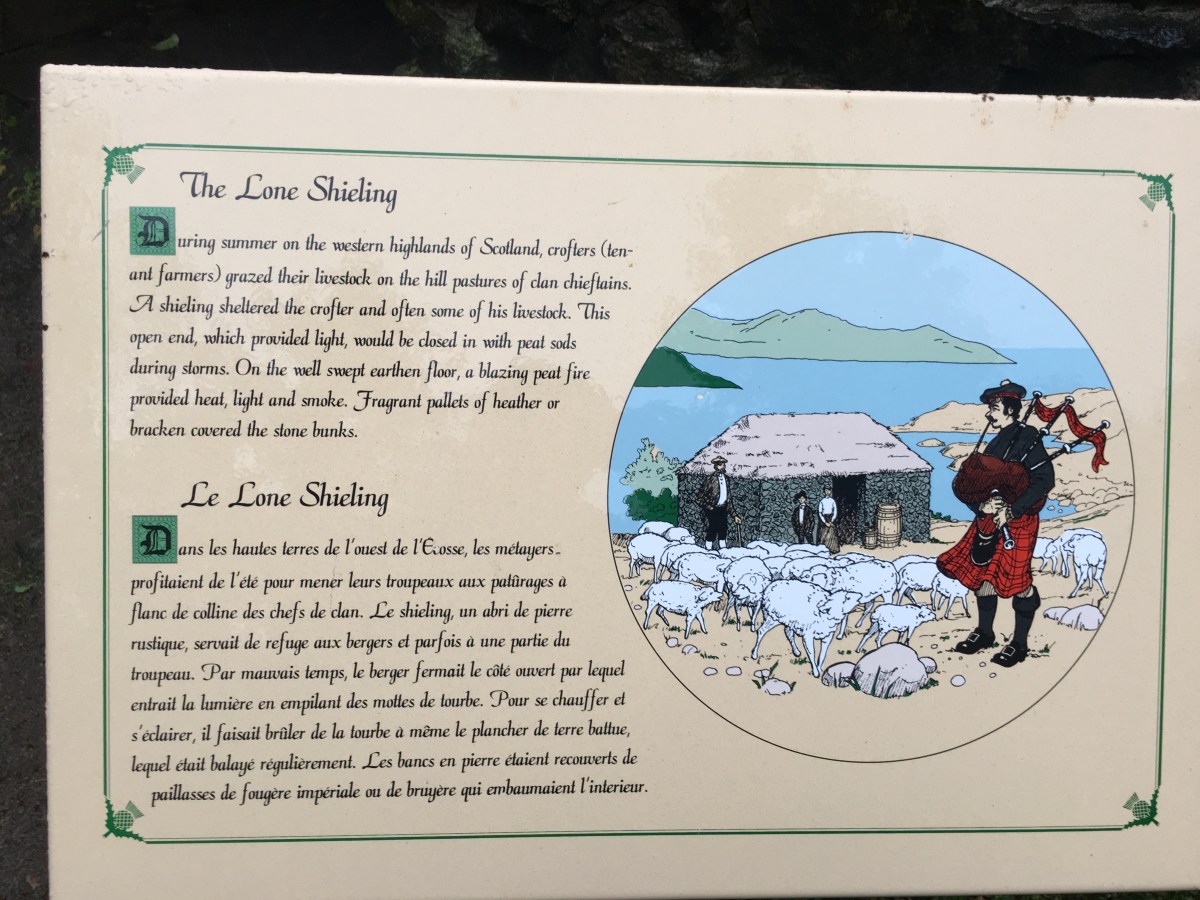 The Lone Shieling
During summer on the western highlands of Scotland, crofters (ten-
ant farmers) grazed their livestock on the hill pastures of clan chieftains.
A shieling sheltered the crofter and often some of his livestock. This
open end, which provided light, would be closed in with peat sods
during storms. On the well swept earthen floor, a blazing peat fire
provided heat, light and smoke. Fragrant pallets of heather or
bracken covered the stone bunks.
Le Lone Shieling
Dans les hautes terres de l'ouest de l'Ecosse, les métayers
profitaient de l'été pour mener leurs troupeaux aux patûrages à
flanc de colline des chefs de clan. Le shieling, un abri de pierre
rustique, servait de refuge aux bergers et parfois à une partie du
troupeau. Par mauvais temps, le berger fermait le côté ouvert par lequel
entrait la lumière en empilant des mottes de tourbe. Pour se chauffer et
s'éclairer, il faisait brûler de la tourbe à même le plancher de terre battue,
lequel était balayé régulièrement. Les bancs en pierre étaient recouverts de
paillasses de fougère impériale ou de bruyère qui embaumaient l'interieur.